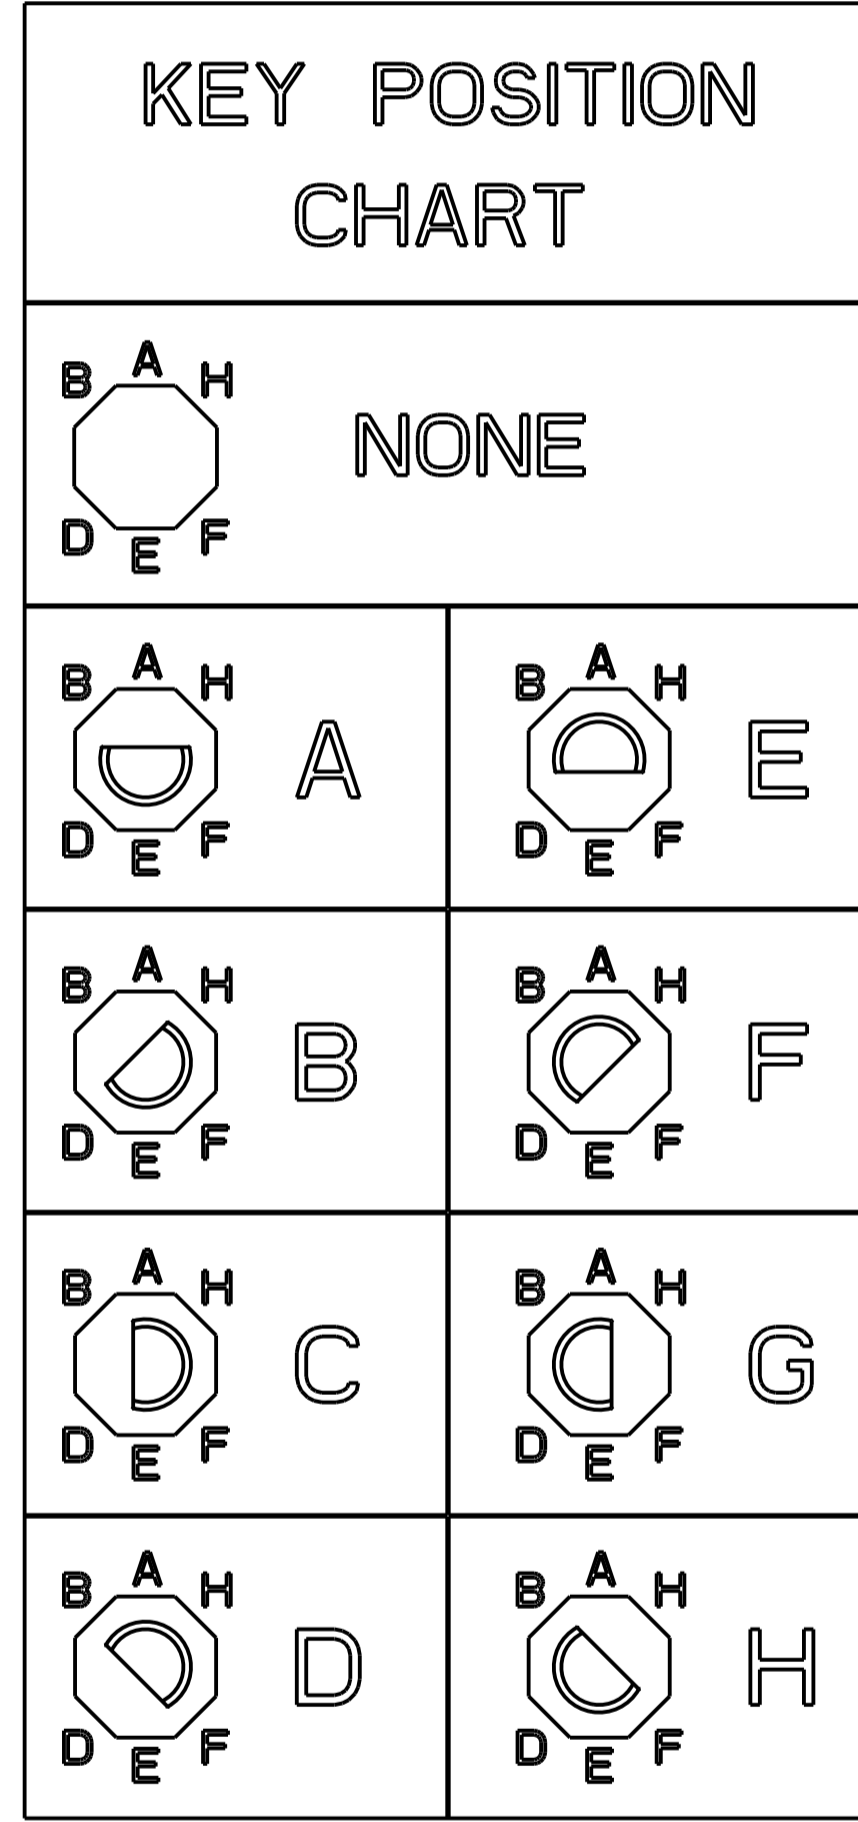 KEY POSITION
CHART
A
B H
NONE
D F
E
A A
B H B H
A E
D F D F
E E
A A
B H B H
B F
D F D F
E E
A A
B H B H
C G
D F D F
E E
A A
B H B H
D H
D F D F
E E